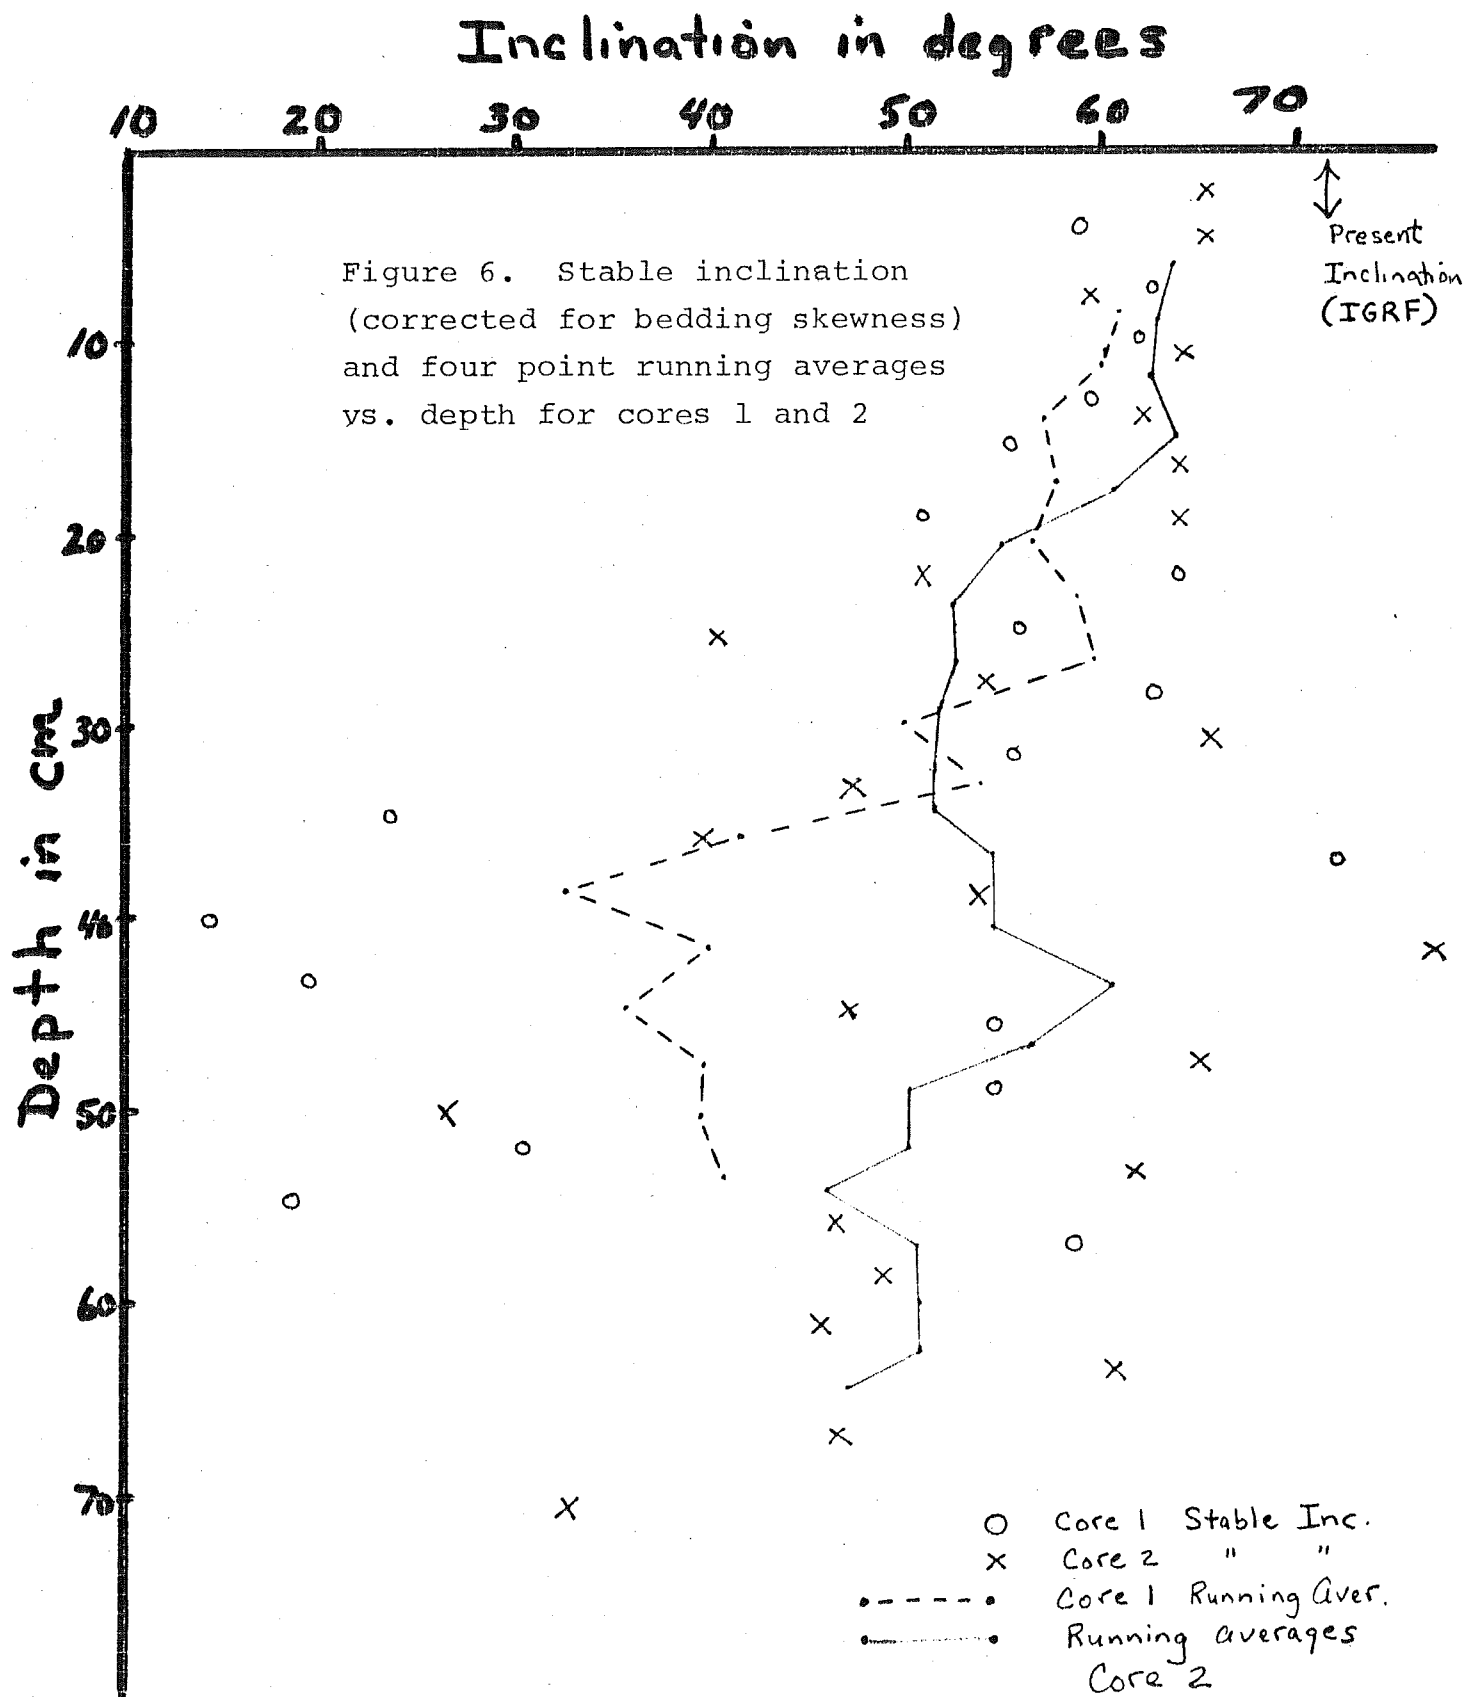 Inclination in degrees
10 20 30 40 50 60 70
Present
Inclination
(IGRF)
Figure 6. Stable inclination
(corrected for bedding skewness)
and four point running averages
vs. depth for cores 1 and 2
Depth in cm
10
20
30
40
50
60
70
O Core 1 Stable Inc.
x Core 2 " "
Core 1 Running Aver.
Running averages
Core 2